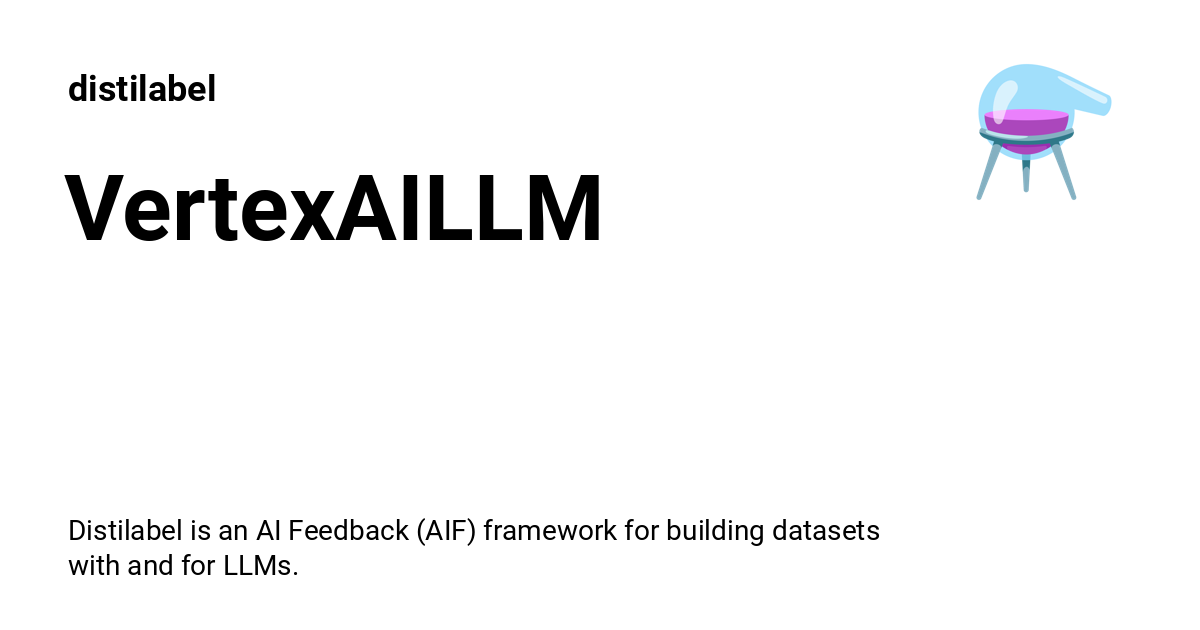 distilabel
VertexAILLM
Distilabel is an AI Feedback (AIF) framework for building datasets
with and for LLMs.